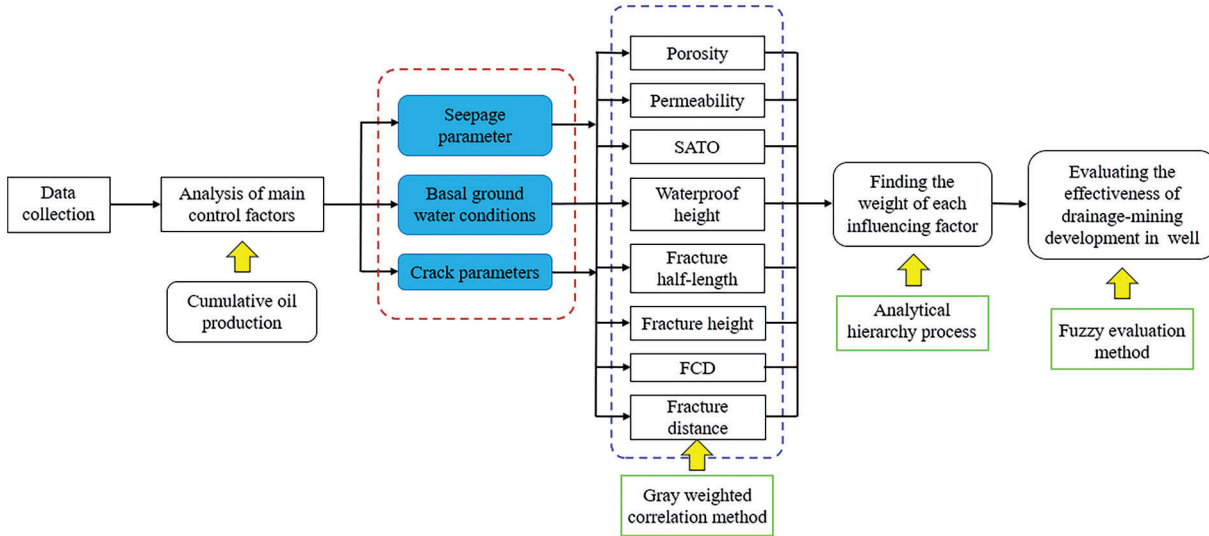 Data
collection
Analysis of main
control factors
Cumulative oil
production
Seepage
parameter
Basal ground
water conditions
Crack parameters
Porosity
Permeability
SATO
Waterproof
height
Fracture
half-length
Fracture height
FCD
Fracture
distance
Gray weighted
correlation method
Finding the
weight of each
influencing factor
Analytical
hierarchy process
Evaluating the
effectiveness of
drainage-mining
development in well
Fuzzy evaluation
method